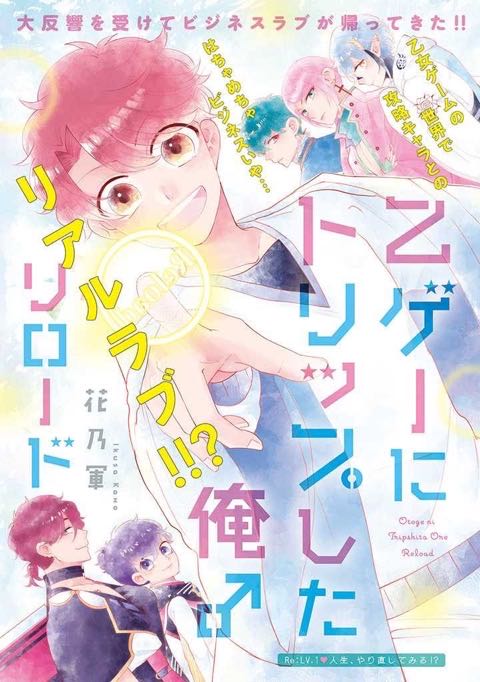 大反響を受けてビジネスラブが帰ってきた!!
乙女ゲームの
世界で
攻略キャラとの
はちゃめちゃ
ビジネスいや…
リアルラブ!!?
乙ゲーに
トリップした
俺♂
リロード
花乃軍
Ikusa Kano
Otoge ni
Tripshita Ore
Reload
Re:LV.1♥人生、やり直してみる!?